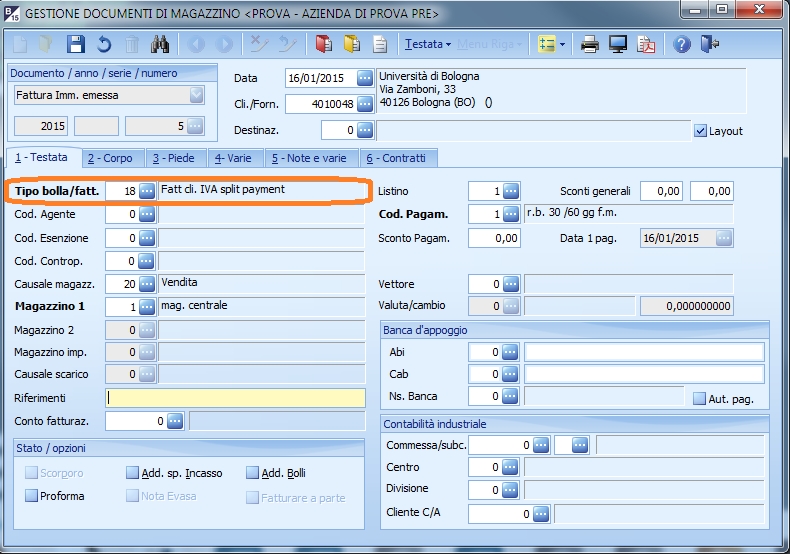 B 15 GESTIONE DOCUMENTI DI MAGAZZINO <PROVA - AZIENDA DI PROVA PRE>
Testata Menu Riga
Documento / anno / serie / numero
Fattura Imm. emessa
2015 5
Data 16/01/2015
Cli./Forn. 4010048
Destinaz. 0
Università di Bologna
Via Zamboni, 33
40126 Bologna (BO) ()
Layout
1 - Testata 2 - Corpo 3 - Piede 4- Varie 5 - Note e varie 6 - Contratti
Tipo bolla/fatt. 18 Fatt cli. IVA split payment
Cod. Agente 0
Cod. Esenzione 0
Cod. Controp. 0
Causale magazz. 20 Vendita
Magazzino 1 1 mag. centrale
Magazzino 2 0
Magazzino imp. 0
Causale scarico 0
Riferimenti
Conto fatturaz. 0
Stato / opzioni
Scorporo Add. sp. Incasso Add. Bolli
Proforma Nota Evasa Fatturare a parte
Listino 1 Sconti generali 0,00 0,00
Cod. Pagam. 1 r.b. 30 /60 gg f.m.
Sconto Pagam. 0,00 Data 1 pag. 16/01/2015
Vettore 0
Valuta/cambio 0 0,000000000
Banca d'appoggio
Abi 0
Cab 0
Ns. Banca 0 Aut. pag.
Contabilità industriale
Commessa/subc. 0
Centro 0
Divisione 0
Cliente C/A 0